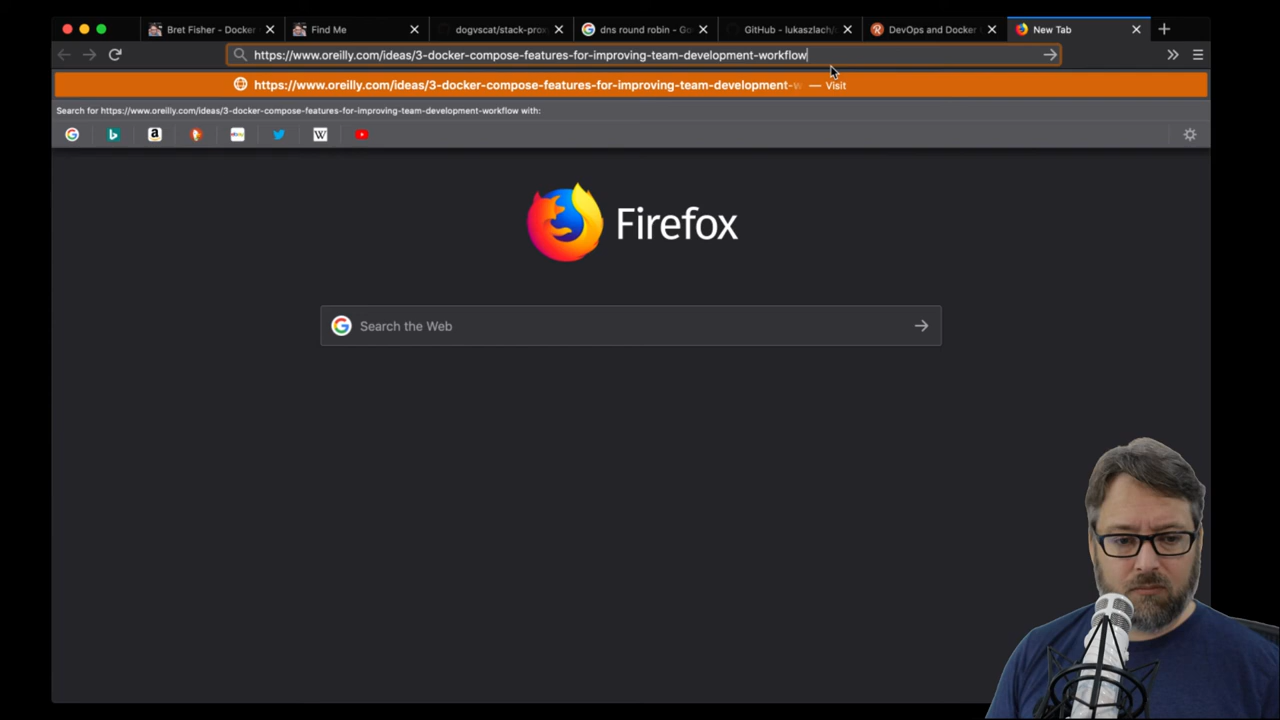 Bret Fisher - Docker
Find Me
dogvscat/stack-prox
dns round robin - Go
GitHub - lukaszlach/
DevOps and Docker
New Tab
https://www.oreilly.com/ideas/3-docker-compose-features-for-improving-team-development-workflow
https://www.oreilly.com/ideas/3-docker-compose-features-for-improving-team-development-w — Visit
Search for https://www.oreilly.com/ideas/3-docker-compose-features-for-improving-team-development-workflow with:
Firefox
Search the Web